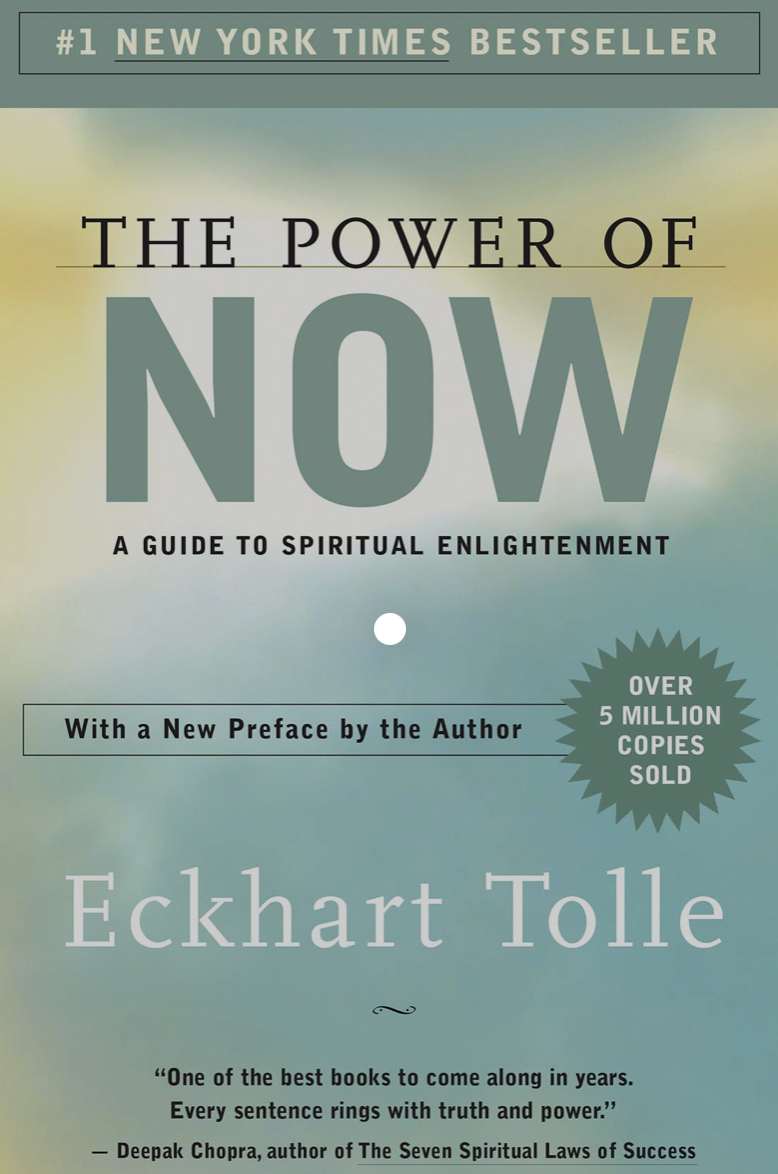 #1 NEW YORK TIMES BESTSELLER
THE POWER OF
NOW
A GUIDE TO SPIRITUAL ENLIGHTENMENT
With a New Preface by the Author
OVER
5 MILLION
COPIES
SOLD
Eckhart Tolle
“One of the best books to come along in years.
Every sentence rings with truth and power.”
— Deepak Chopra, author of The Seven Spiritual Laws of Success